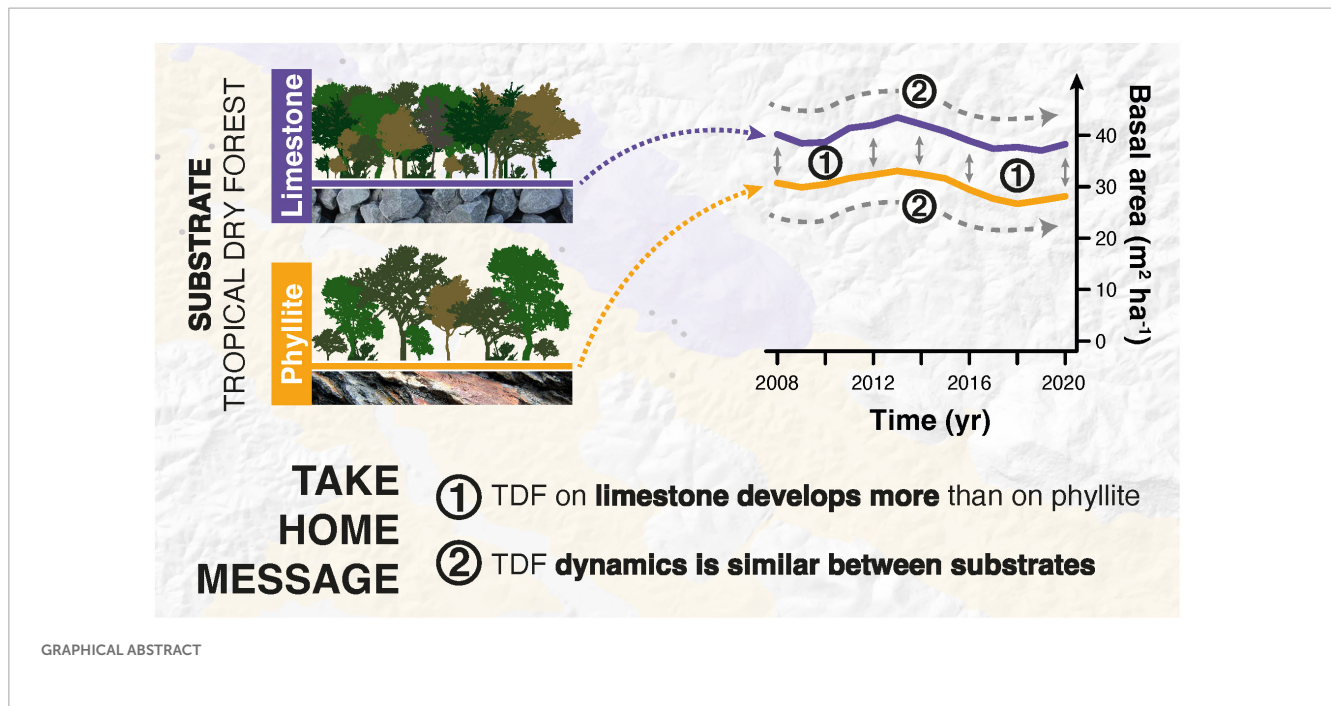 SUBSTRATE
TROPICAL DRY FOREST
Limestone
Phyllite
2
1
1
2
40
30
20
10
0
Basal area (m² ha⁻¹)
2008
2012
2016
2020
Time (yr)
TAKE
HOME
MESSAGE
1 TDF on limestone develops more than on phyllite
2 TDF dynamics is similar between substrates
GRAPHICAL ABSTRACT